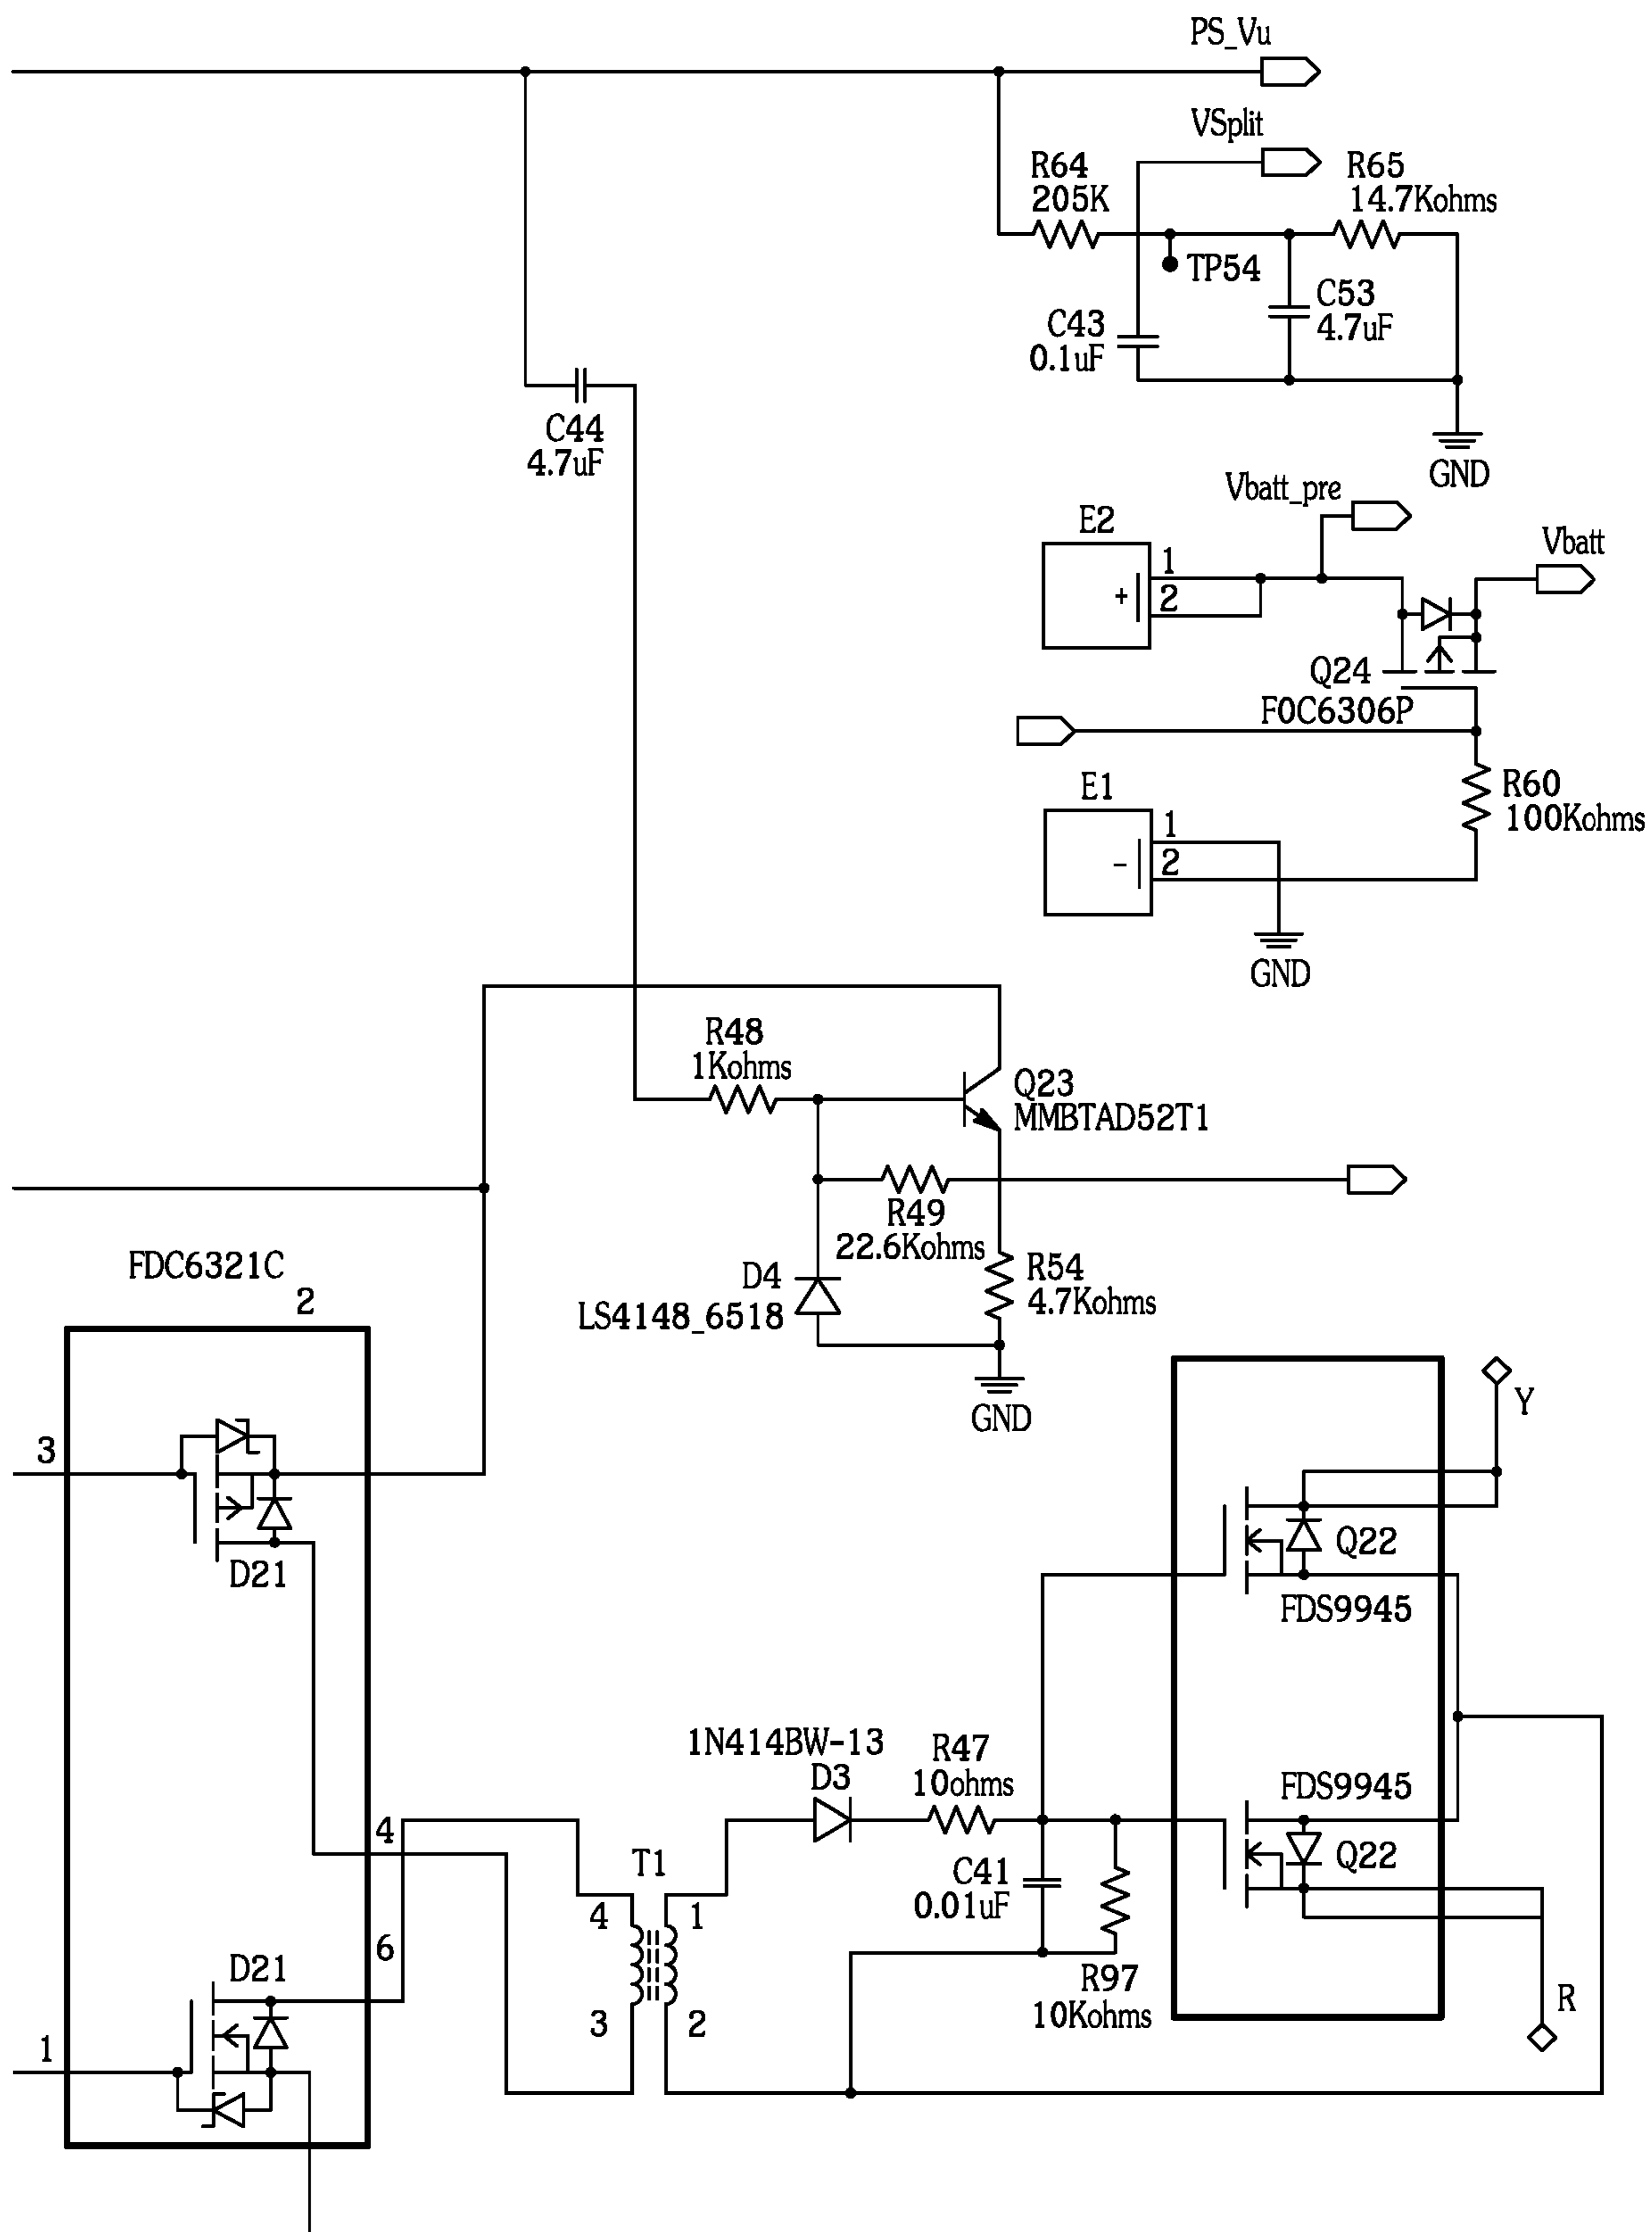 PS_Vu
VSplit
R64
205K
R65
14.7Kohms
TP54
C53
4.7uF
C43
0.1uF
GND
C44
4.7uF
Vbatt_pre
Vbatt
E2
1
2
+
Q24
F0C6306P
E1
1
2
-
R60
100Kohms
GND
R48
1Kohms
Q23
MMBTAD52T1
R49
22.6Kohms
D4
LS4148_6518
R54
4.7Kohms
GND
FDC6321C
2
3
D21
4
6
D21
1
T1
4
1
3
2
1N414BW-13
D3
R47
10ohms
C41
0.01uF
R97
10Kohms
Y
Q22
FDS9945
FDS9945
Q22
R